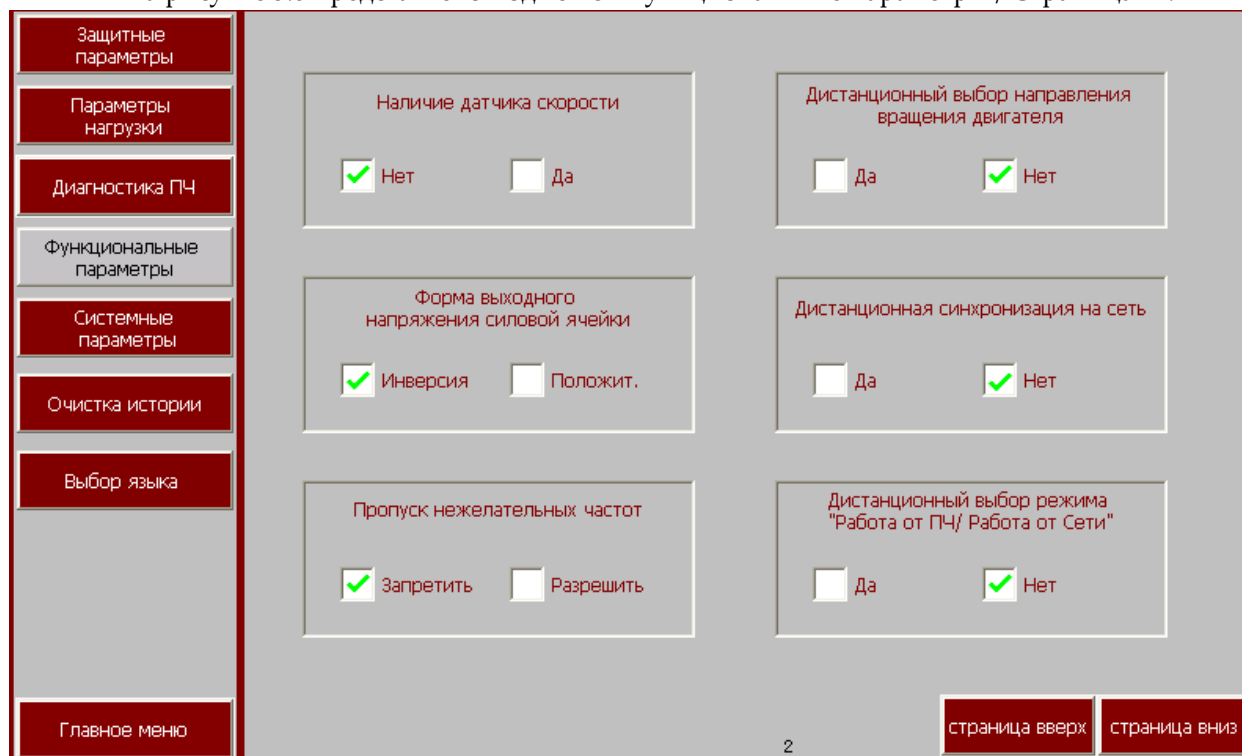 Защитные
параметры
Параметры
нагрузки
Диагностика ПЧ
Функциональные
параметры
Системные
параметры
Очистка истории
Выбор языка
Главное меню
Наличие датчика скорости
Нет Да
Дистанционный выбор направления
вращения двигателя
Да Нет
Форма выходного
напряжения силовой ячейки
Инверсия Положит.
Дистанционная синхронизация на сеть
Да Нет
Пропуск нежелательных частот
Запретить Разрешить
Дистанционный выбор режима
"Работа от ПЧ/ Работа от Сети"
Да Нет
2
страница вверх страница вниз